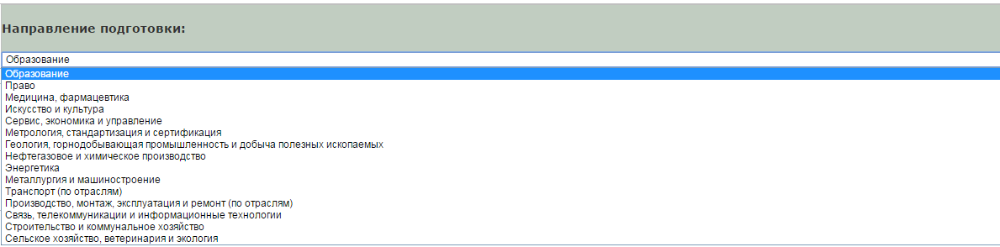 Направление подготовки:
Образование
Образование
Право
Медицина, фармацевтика
Искусство и культура
Сервис, экономика и управление
Метрология, стандартизация и сертификация
Геология, горнодобывающая промышленность и добыча полезных ископаемых
Нефтегазовое и химическое производство
Энергетика
Металлургия и машиностроение
Транспорт (по отраслям)
Производство, монтаж, эксплуатация и ремонт (по отраслям)
Связь, телекоммуникации и информационные технологии
Строительство и коммунальное хозяйство
Сельское хозяйство, ветеринария и экология